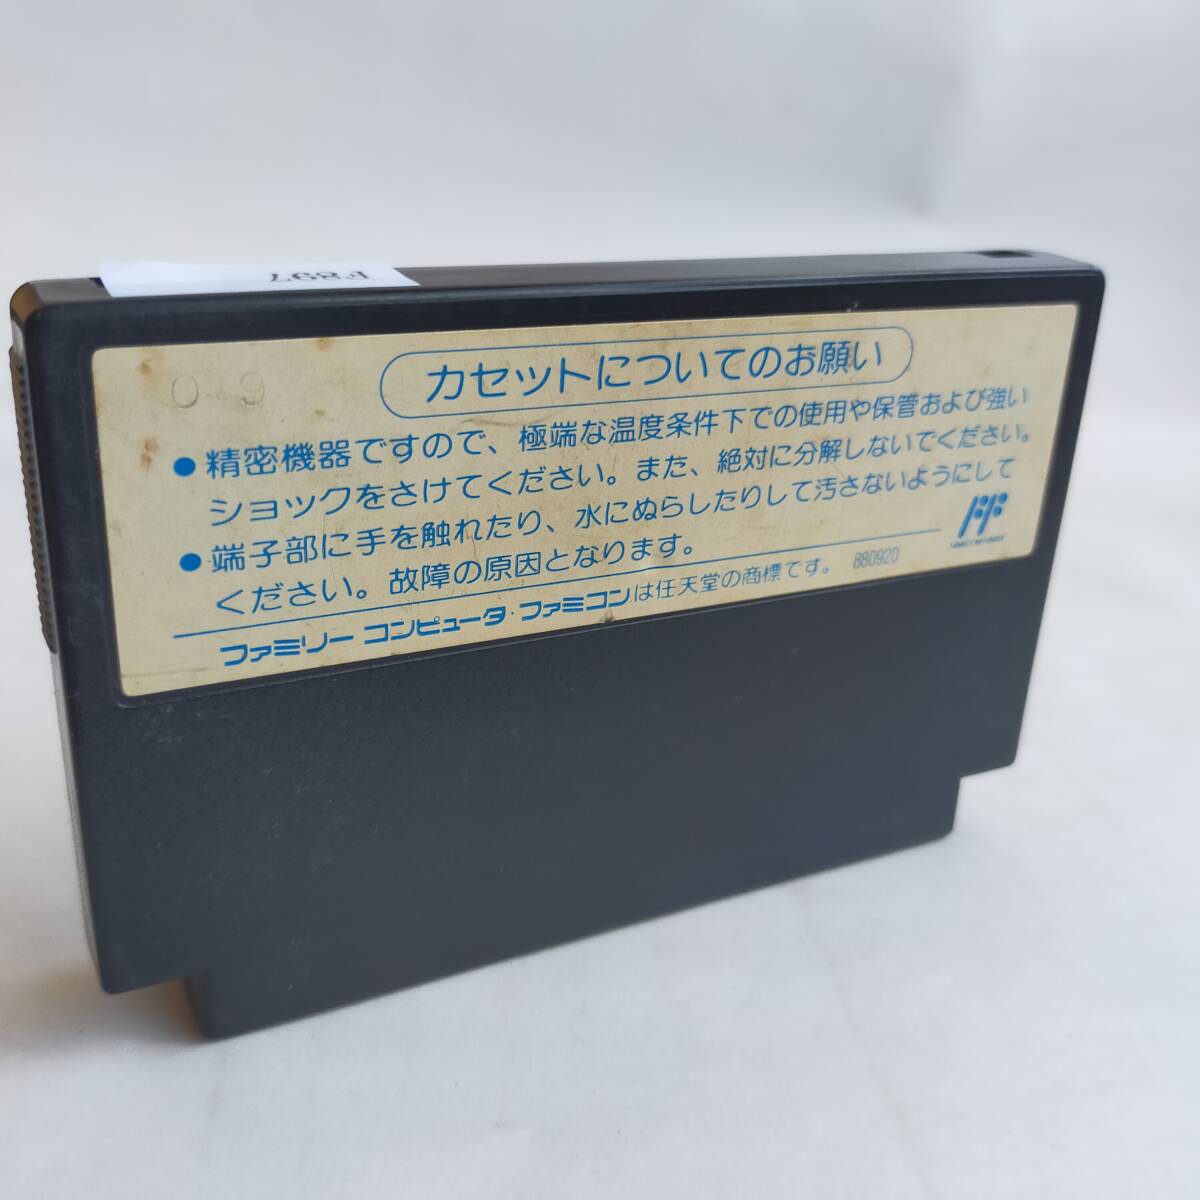 F897
0 9
カセットについてのお願い
●精密機器ですので、極端な温度条件下での使用や保管および強い
ショックをさけてください。また、絶対に分解しないでください。
●端子部に手を触れたり、水にぬらしたりして汚さないようにして
ください。故障の原因となります。
ファミリーコンピュータ・ファミコンは任天堂の商標です。 880920